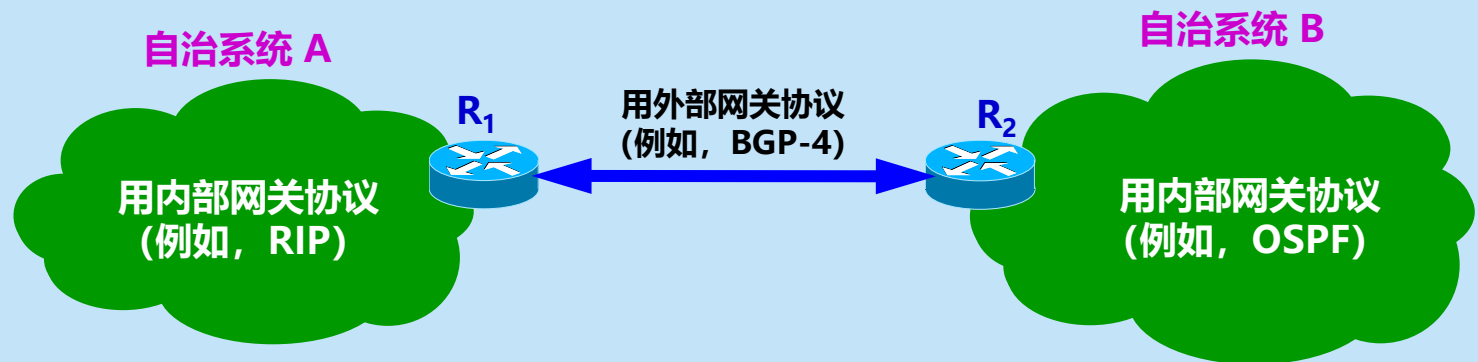 自治系统 A
自治系统 B
R1
用外部网关协议
(例如，BGP-4)
R2
用内部网关协议
(例如，RIP)
用内部网关协议
(例如，OSPF)